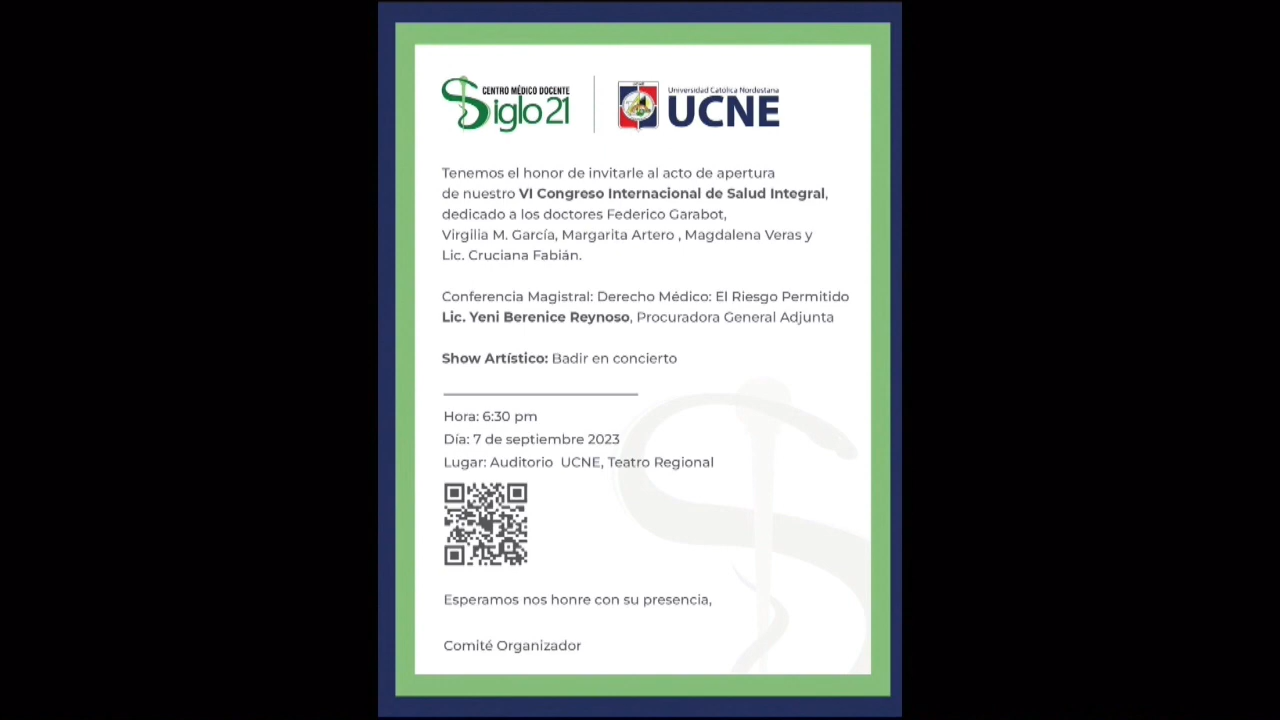 CENTRO MÉDICO DOCENTE
Siglo 21
Universidad Católica Nordestana
UCNE
Tenemos el honor de invitarle al acto de apertura
de nuestro VI Congreso Internacional de Salud Integral,
dedicado a los doctores Federico Garabot,
Virgilia M. García, Margarita Artero , Magdalena Veras y
Lic. Cruciana Fabián.
Conferencia Magistral: Derecho Médico: El Riesgo Permitido
Lic. Yeni Berenice Reynoso, Procuradora General Adjunta
Show Artístico: Badir en concierto
Hora: 6:30 pm
Día: 7 de septiembre 2023
Lugar: Auditorio  UCNE, Teatro Regional
Esperamos nos honre con su presencia,
Comité Organizador